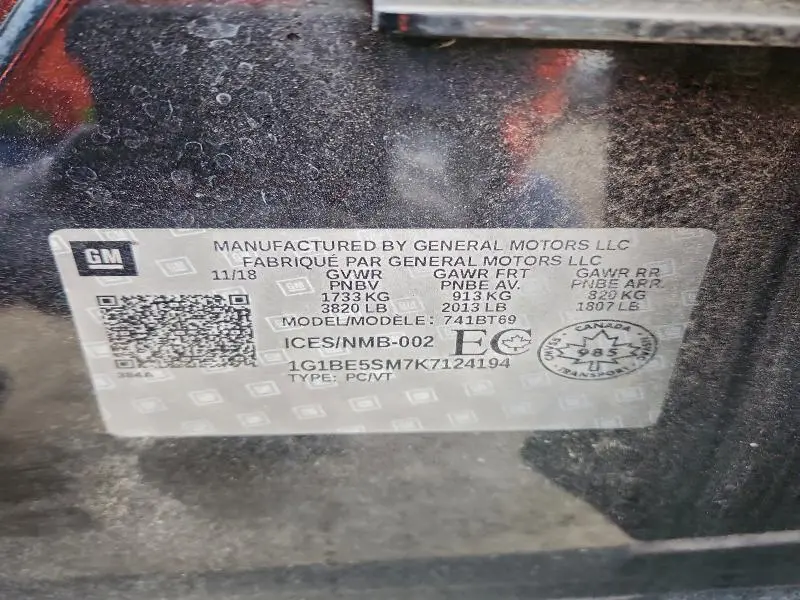 GM
MANUFACTURED BY GENERAL MOTORS LLC
FABRIQUÉ PAR GENERAL MOTORS LLC
11/18 GVWR GAWR FRT GAWR RR
PNBV PNBE AV. PNBE ARR.
1733 KG 913 KG 820 KG
3820 LB 2013 LB 1807 LB
MODEL/MODÈLE: 741BT69
ICES/NMB-002 EC
CANADA
985
TRANSPORT
1G1BE5SM7K7124194
TYPE: PC/VT